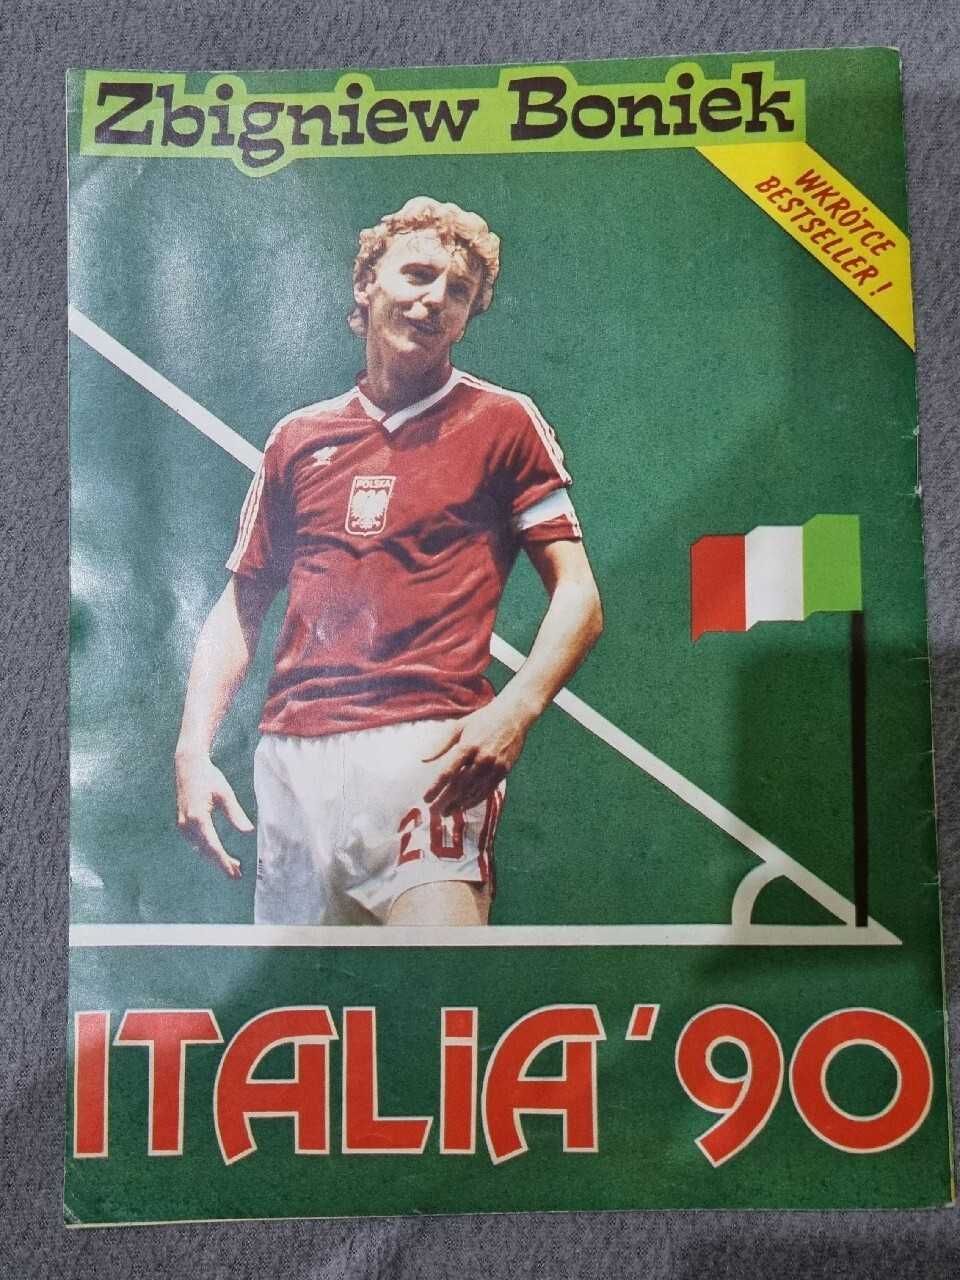 Zbigniew Boniek
WKRÓTCE
BESTSELLER!
POLSKA
20
ITALIA '90